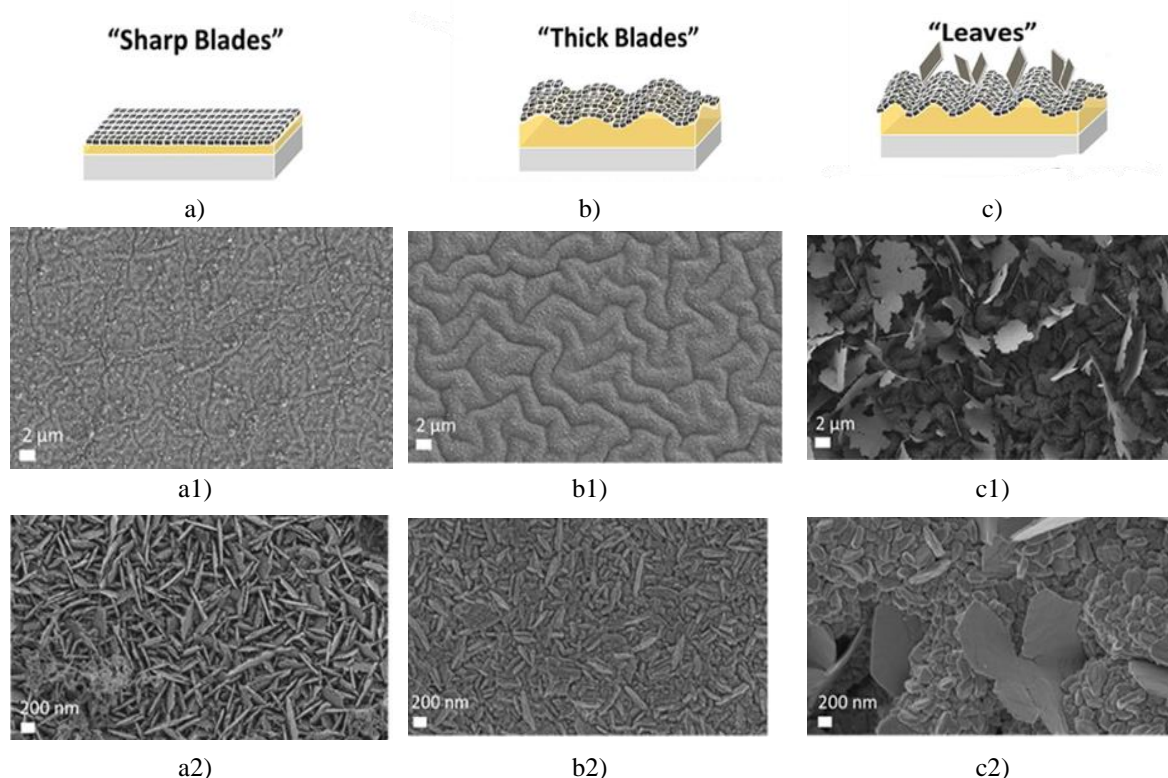 “Sharp Blades”
“Thick Blades”
“Leaves”
a)
b)
c)
2 μm
2 μm
2 μm
a1)
b1)
c1)
200 nm
200 nm
200 nm
a2)
b2)
c2)